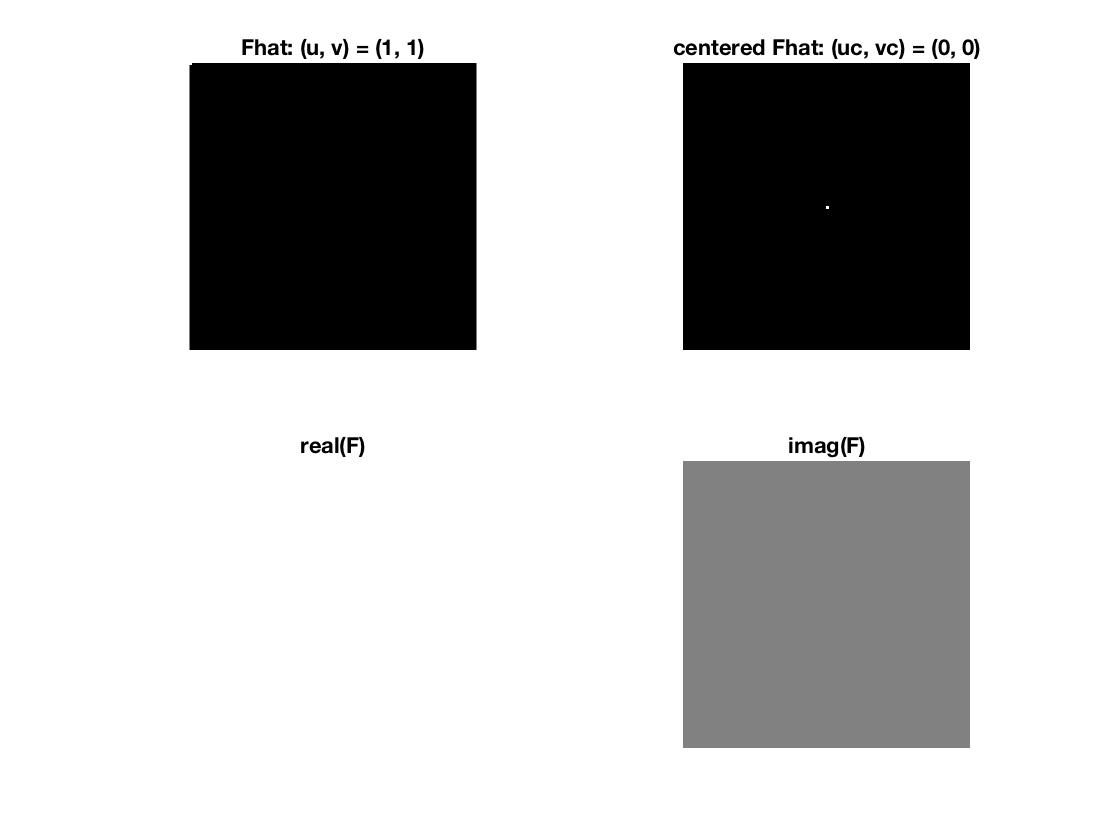 Fhat: (u, v) = (1, 1)
centered Fhat: (uc, vc) = (0, 0)
real(F)
imag(F)